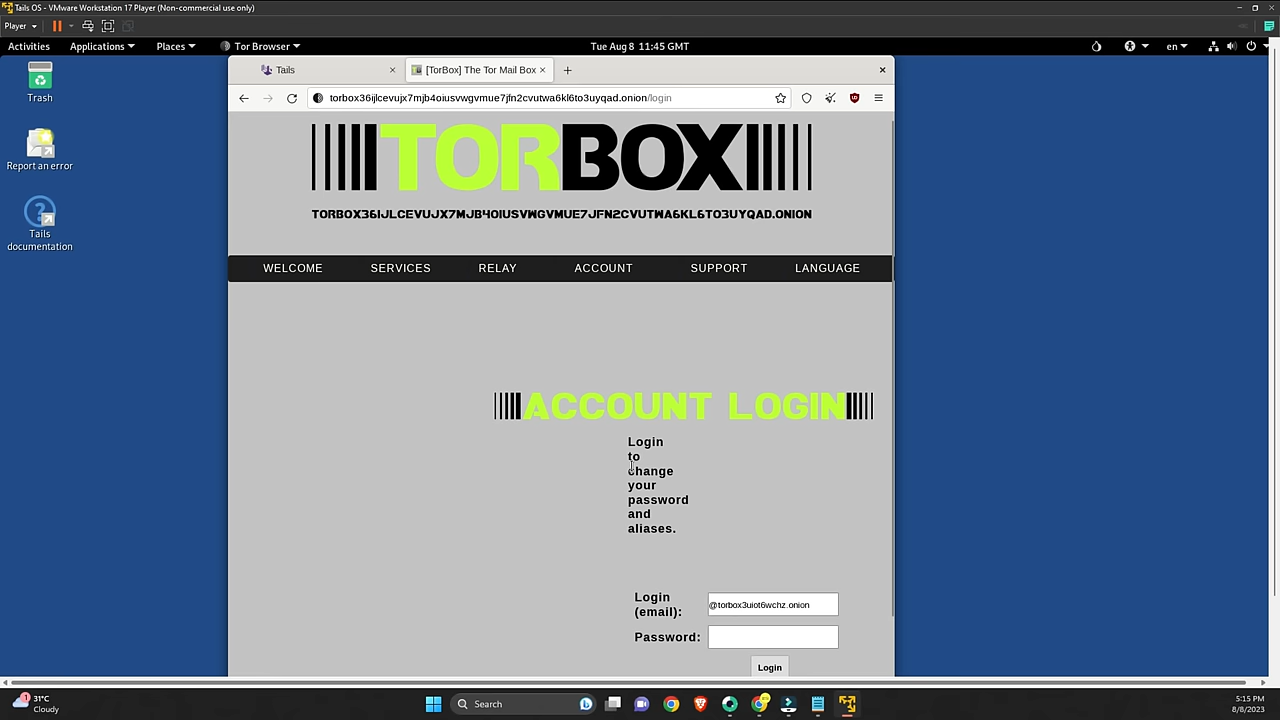 Tails OS - VMware Workstation 17 Player (Non-commercial use only)
Player
Activities
Applications
Places
Tor Browser
Tue Aug 8 11:45 GMT
en
Trash
Report an error
Tails
documentation
Tails
[TorBox] The Tor Mail Box
torbox36ijlcevujx7mjb4oiusvwgvmue7jfn2cvutwa6kl6to3uyqad.onion/login
TORBOX
TORBOX36IJLCEVUJX7MJB4OIUSVWGVMUE7JFN2CVUTWA6KL6TO3UYQAD.ONION
WELCOME
SERVICES
RELAY
ACCOUNT
SUPPORT
LANGUAGE
ACCOUNT LOGIN
Login
to
change
your
password
and
aliases.
Login
(email):
@torbox3uiot6wchz.onion
Password:
Login
1
31°C
Cloudy
Search
5:15 PM
8/8/2023